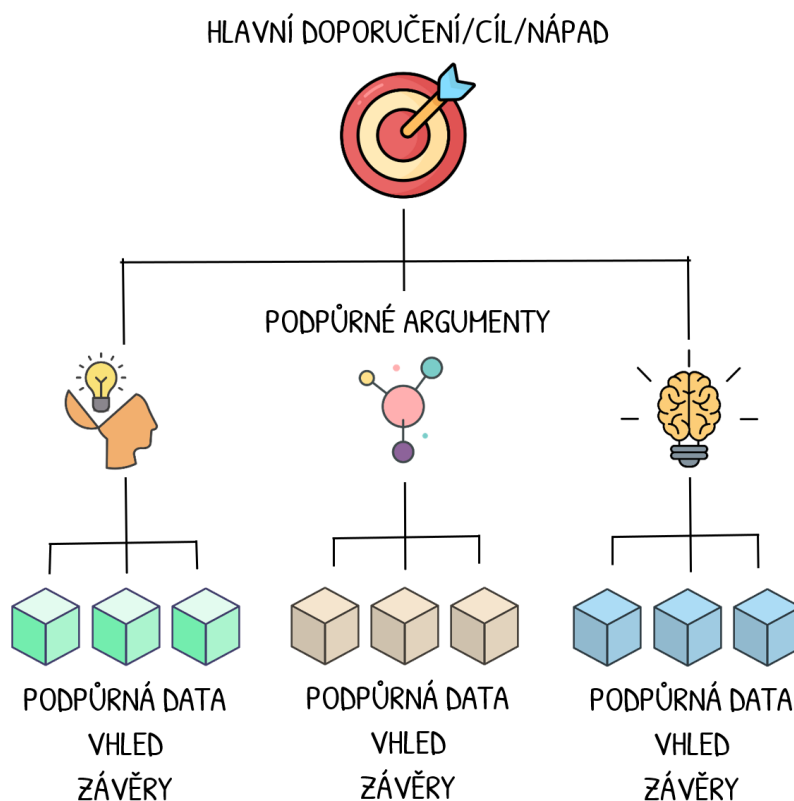 HLAVNÍ DOPORUČENÍ/CÍL/NÁPAD
PODPŮRNÉ ARGUMENTY
PODPŮRNÁ DATA
VHLED
ZÁVĚRY
PODPŮRNÁ DATA
VHLED
ZÁVĚRY
PODPŮRNÁ DATA
VHLED
ZÁVĚRY